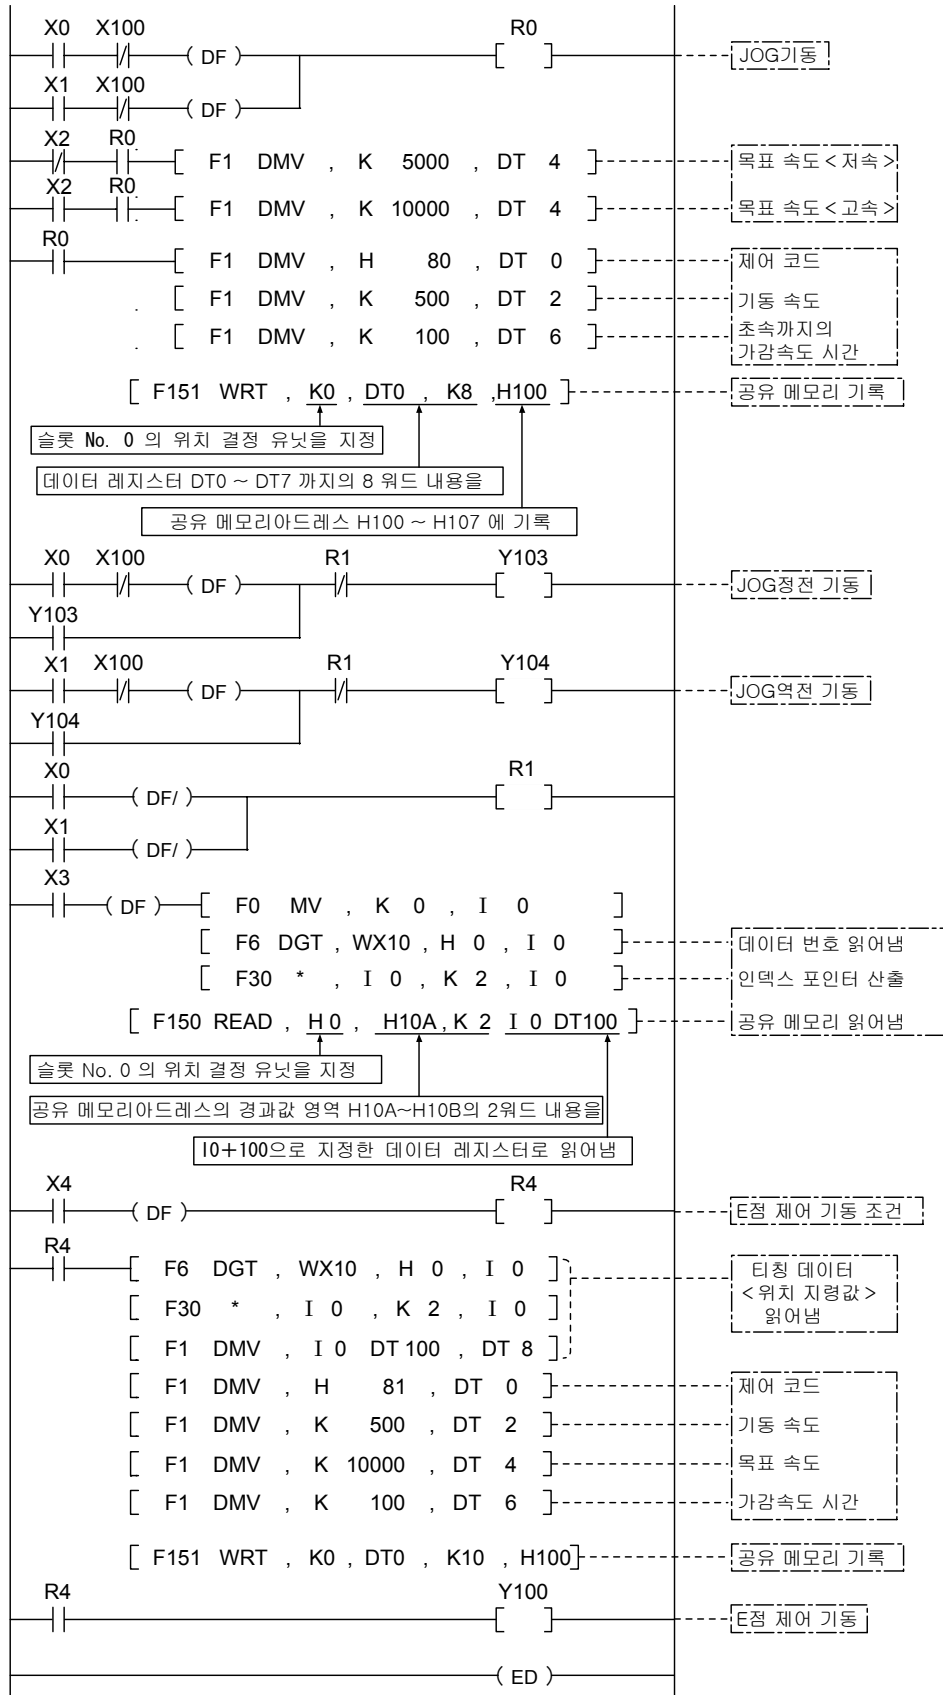 X0 X100 R0
( DF ) JOG기동
X1 X100
( DF )
X2 R0
[ F1 DMV , K 5000 , DT 4 ] 목표 속도<저속>
X2 R0
[ F1 DMV , K 10000 , DT 4 ] 목표 속도<고속>
R0
[ F1 DMV , H 80 , DT 0 ] 제어 코드
[ F1 DMV , K 500 , DT 2 ] 기동 속도
[ F1 DMV , K 100 , DT 6 ] 초속까지의
가감속도 시간
[ F151 WRT , K0 , DT0 , K8 ,H100 ] 공유 메모리 기록
슬롯 No. 0 의 위치 결정 유닛을 지정
데이터 레지스터 DT0 ~ DT7 까지의 8 워드 내용을
공유 메모리아드레스 H100 ~ H107 에 기록
X0 X100 R1 Y103
( DF ) JOG정전 기동
Y103
X1 X100 R1 Y104
( DF ) JOG역전 기동
Y104
X0 R1
( DF/ )
X1
( DF/ )
X3
( DF ) [ F0 MV , K 0 , I 0 ]
[ F6 DGT , WX10 , H 0 , I 0 ] 데이터 번호 읽어냄
[ F30 * , I 0 , K 2 , I 0 ] 인덱스 포인터 산출
[ F150 READ , H 0 , H10A , K 2 I 0 DT100 ] 공유 메모리 읽어냄
슬롯 No. 0 의 위치 결정 유닛을 지정
공유 메모리아드레스의 경과값 영역 H10A~H10B의 2워드 내용을
I0+100으로 지정한 데이터 레지스터로 읽어냄
X4 R4
( DF ) E점 제어 기동 조건
R4
[ F6 DGT , WX10 , H 0 , I 0 ] 티칭 데이터
<위치 지령값>
[ F30 * , I 0 , K 2 , I 0 ] 읽어냄
[ F1 DMV , I 0 DT 100 , DT 8 ]
[ F1 DMV , H 81 , DT 0 ] 제어 코드
[ F1 DMV , K 500 , DT 2 ] 기동 속도
[ F1 DMV , K 10000 , DT 4 ] 목표 속도
[ F1 DMV , K 100 , DT 6 ] 가감속도 시간
[ F151 WRT , K0 , DT0 , K10 , H100] 공유 메모리 기록
R4 Y100
E점 제어 기동
( ED )